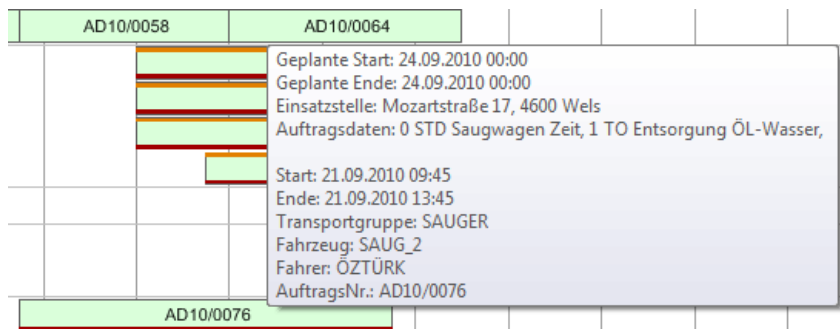 AD10/0058 AD10/0064
Geplante Start: 24.09.2010 00:00
Geplante Ende: 24.09.2010 00:00
Einsatzstelle: Mozartstraße 17, 4600 Wels
Auftragsdaten: 0 STD Saugwagen Zeit, 1 TO Entsorgung ÖL-Wasser,
Start: 21.09.2010 09:45
Ende: 21.09.2010 13:45
Transportgruppe: SAUGER
Fahrzeug: SAUG_2
Fahrer: ÖZTÜRK
AuftragsNr.: AD10/0076
AD10/0076